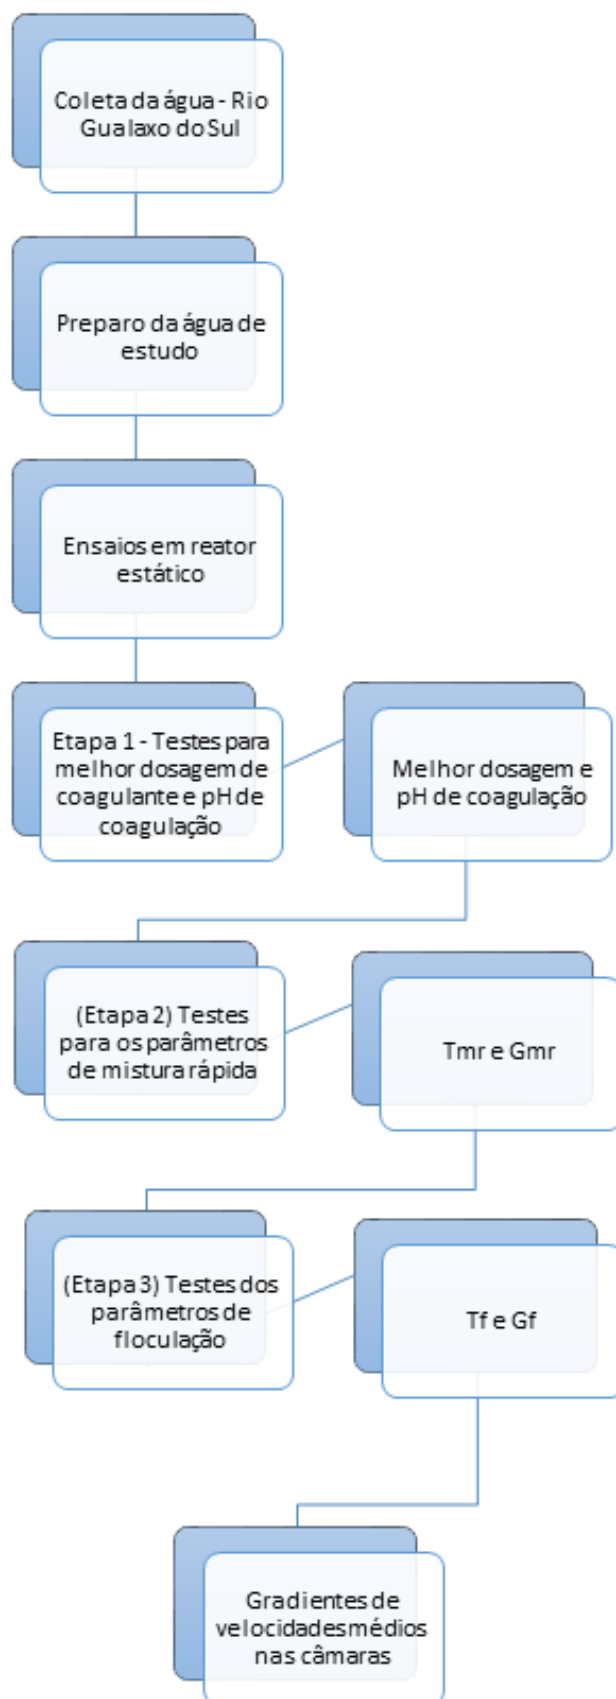 Coleta da água - Rio
Gualaxo do Sul
Preparo da água de
estudo
Ensaios em reator
estático
Etapa 1 - Testes para
melhor dosagem de
coagulante e pH de
coagulação
Melhor dosagem e
pH de coagulação
(Etapa 2) Testes
para os parâmetros
de mistura rápida
Tmr e Gmr
(Etapa 3) Testes dos
parâmetros de
floculação
Tf e Gf
Gradientes de
velocidades médios
nas câmaras